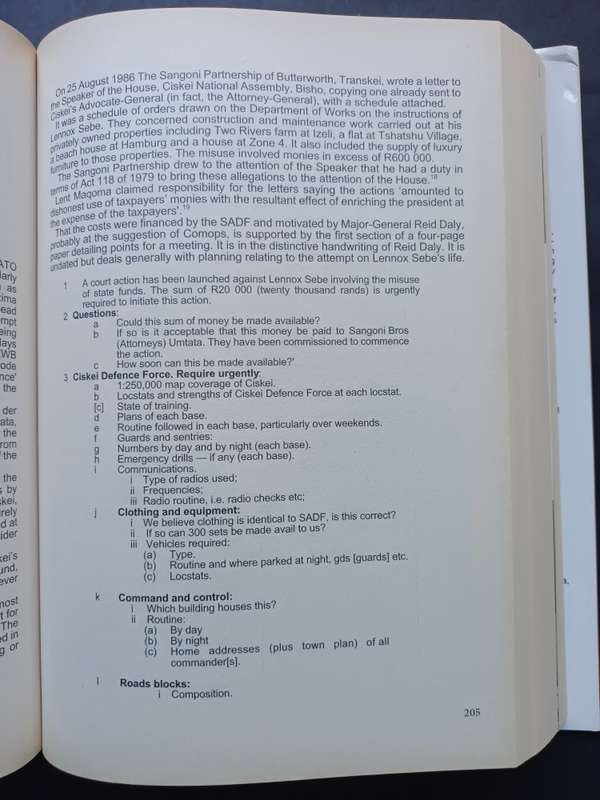 On 25 August 1986 The Sangoni Partnership of Butterworth, Transkei, wrote a letter to
the Speaker of the House, Ciskei National Assembly, Bisho, copying one already sent to
Ciskei's Advocate-General (in fact, the Attorney-General), with a schedule attached.
It was a schedule of orders drawn on the Department of Works on the instructions of
Lennox Sebe. They concerned construction and maintenance work carried out at his
privately owned properties including Two Rivers farm at Izeli, a flat at Tshatshu Village,
a beach house at Hamburg and a house at Zone 4. It also included the supply of luxury
furniture to those properties. The misuse involved monies in excess of R600 000.
The Sangoni Partnership drew to the attention of the Speaker that he had a duty in
terms of Act 118 of 1979 to bring these allegations to the attention of the House.18
Lent Maqoma claimed responsibility for the letters saying the actions 'amounted to
dishonest use of taxpayers' monies with the resultant effect of enriching the president at
the expense of the taxpayers'.19
That the costs were financed by the SADF and motivated by Major-General Reid Daly,
probably at the suggestion of Comops, is supported by the first section of a four-page
paper detailing points for a meeting. It is in the distinctive handwriting of Reid Daly. It is
undated but deals generally with planning relating to the attempt on Lennox Sebe's life.
1 A court action has been launched against Lennox Sebe involving the misuse
of state funds. The sum of R20 000 (twenty thousand rands) is urgently
required to initiate this action.
2 Questions:
a Could this sum of money be made available?
b If so is it acceptable that this money be paid to Sangoni Bros
(Attorneys) Umtata. They have been commissioned to commence
the action.
c How soon can this be made available?'
3 Ciskei Defence Force. Require urgently:
a 1:250,000 map coverage of Ciskei.
b Locstats and strengths of Ciskei Defence Force at each locstat.
[c] State of training.
d Plans of each base.
e Routine followed in each base, particularly over weekends.
f Guards and sentries:
g Numbers by day and by night (each base).
h Emergency drills — if any (each base).
i Communications.
i Type of radios used;
ii Frequencies;
iii Radio routine, i.e. radio checks etc;
j Clothing and equipment:
i We believe clothing is identical to SADF, is this correct?
ii If so can 300 sets be made avail to us?
iii Vehicles required:
(a) Type.
(b) Routine and where parked at night, gds [guards] etc.
(c) Locstats.
k Command and control:
i Which building houses this?
ii Routine:
(a) By day
(b) By night
(c) Home addresses (plus town plan) of all
commander[s].
l Roads blocks:
i Composition.
205